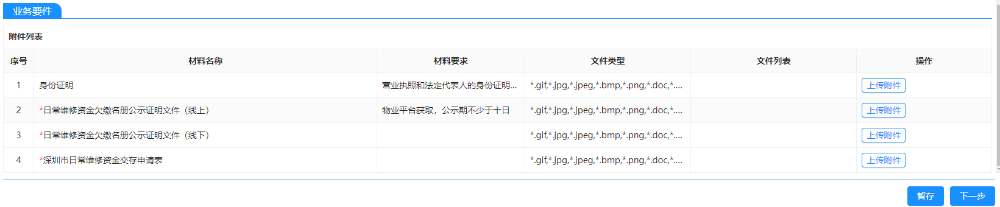 业务要件
附件列表
序号 材料名称 材料要求 文件类型 文件列表 操作
1 身份证明 营业执照和法定代表人的身份证明... *.gif,*.jpg,*.jpeg,*.bmp,*.png,*.doc,*.... 上传附件
2 *日常维修资金欠缴名册公示证明文件（线上） 物业平台获取，公示期不少于十日 *.gif,*.jpg,*.jpeg,*.bmp,*.png,*.doc,*.... 上传附件
3 *日常维修资金欠缴名册公示证明文件（线下） *.gif,*.jpg,*.jpeg,*.bmp,*.png,*.doc,*.... 上传附件
4 *深圳市日常维修资金交存申请表 *.gif,*.jpg,*.jpeg,*.bmp,*.png,*.doc,*.... 上传附件
暂存 下一步